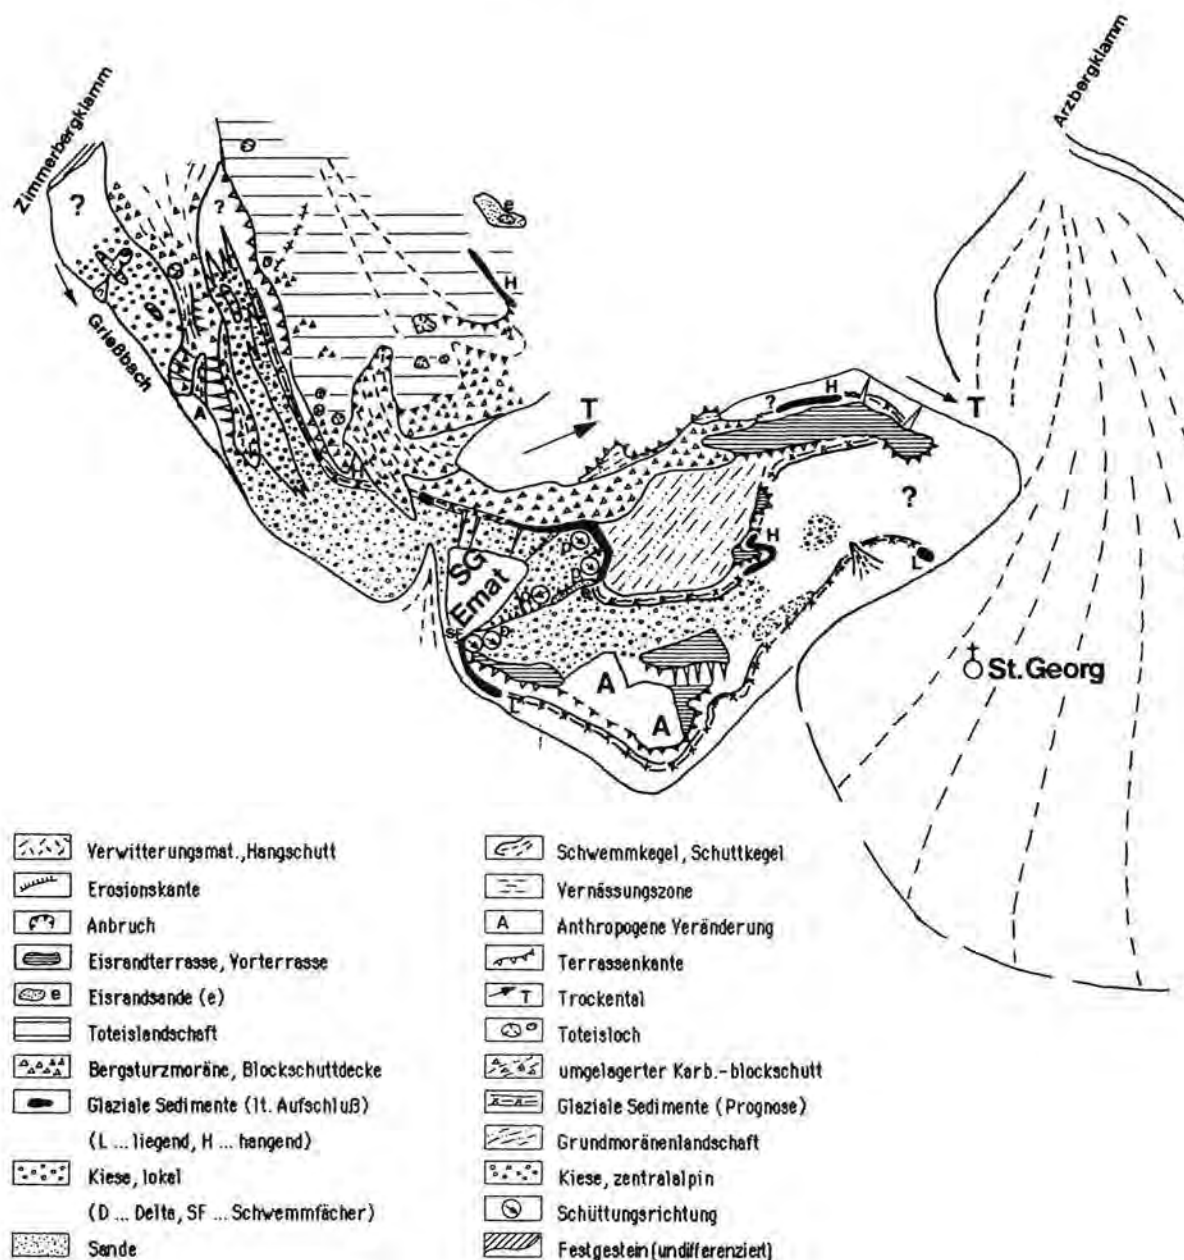 Zimmerbergklamm
Arzbergklamm
?
?
e
H
Grießbach
A
T
?
H
T
?
H
L
SG
Ernat
D
D
D
SF
D
L
A
A
St.Georg
Verwitterungsmat.,Hangschutt
Erosionskante
Anbruch
Eisrandterrasse, Vorterrasse
e Eisrandsande (e)
Toteislandschaft
Bergsturzmoräne, Blockschuttdecke
Glaziale Sedimente (lt. Aufschluß)
(L ... liegend, H ... hangend)
Kiese, lokal
(D ... Delta, SF ... Schwemmfächer)
Sande
Schwemmkegel, Schuttkegel
Vernässungszone
A Anthropogene Veränderung
Terrassenkante
T Trockental
Toteisloch
umgelagerter Karb.-blockschutt
Glaziale Sedimente (Prognose)
Grundmoränenlandschaft
Kiese, zentralalpin
Schüttungsrichtung
Festgestein (undifferenziert)